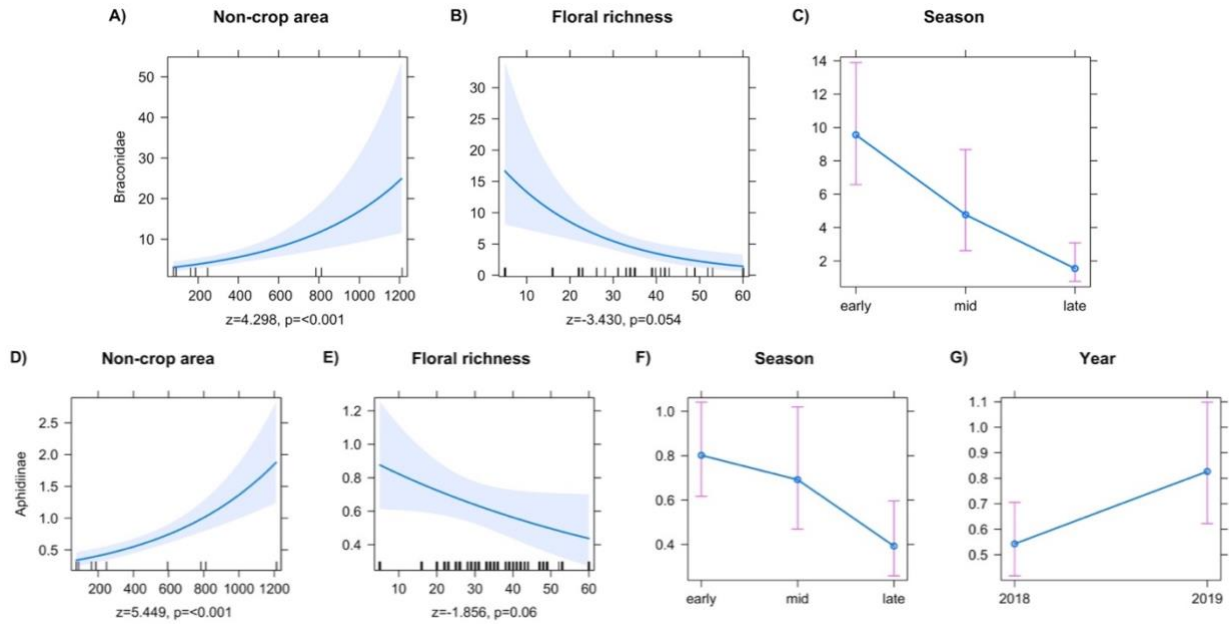 A) Non-crop area
B) Floral richness
C) Season
Braconidae
50
40
30
20
10
200 400 600 800 1000 1200
z=4.298, p=<0.001
30
25
20
15
10
5
0
10 20 30 40 50 60
z=-3.430, p=0.054
14
12
10
8
6
4
2
early mid late
D) Non-crop area
E) Floral richness
F) Season
G) Year
Aphidiinae
2.5
2.0
1.5
1.0
0.5
200 400 600 800 1000 1200
z=5.449, p=<0.001
1.2
1.0
0.8
0.6
0.4
10 20 30 40 50 60
z=-1.856, p=0.06
1.0
0.8
0.6
0.4
early mid late
1.1
1.0
0.9
0.8
0.7
0.6
0.5
2018 2019